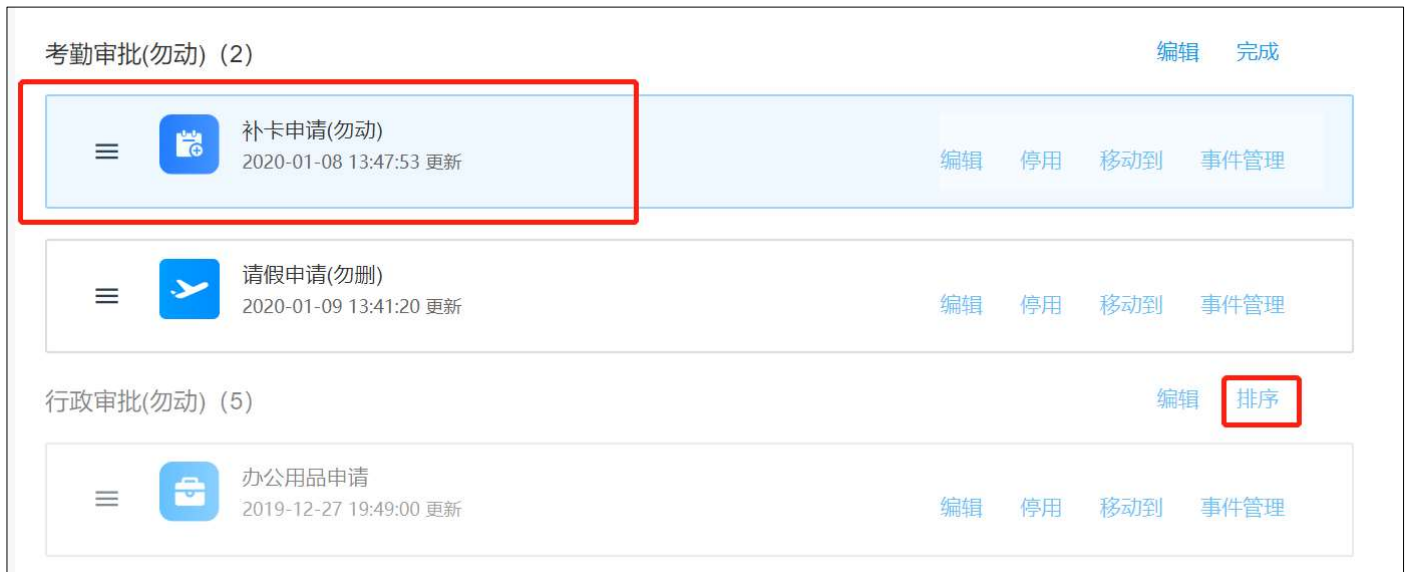 考勤审批(勿动)（2） 编辑 完成
补卡申请(勿动)
2020-01-08 13:47:53 更新
编辑 停用 移动到 事件管理
请假申请(勿删)
2020-01-09 13:41:20 更新
编辑 停用 移动到 事件管理
行政审批(勿动)（5） 编辑 排序
办公用品申请
2019-12-27 19:49:00 更新
编辑 停用 移动到 事件管理